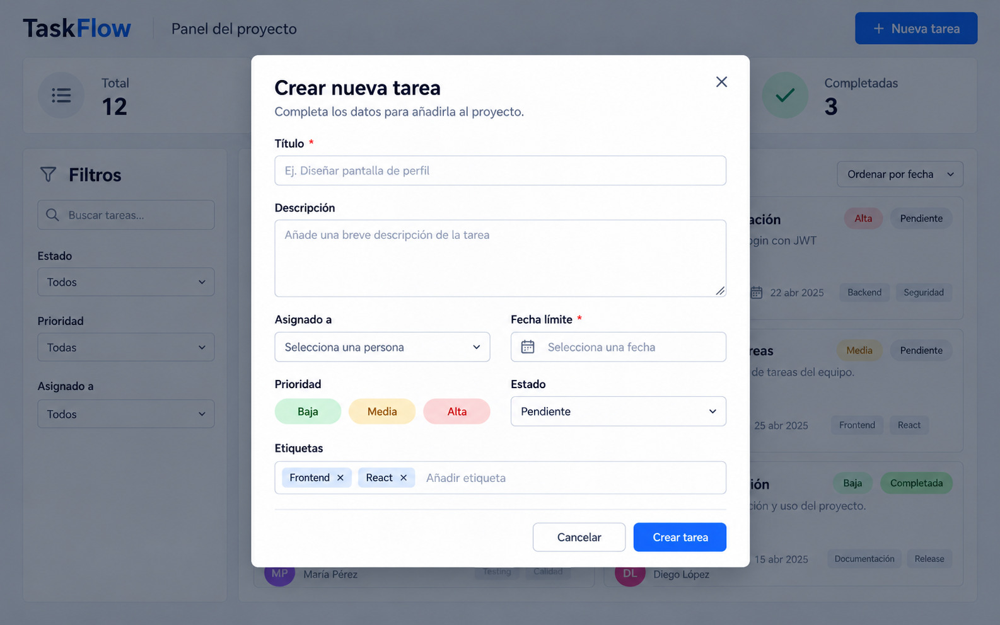 TaskFlow
Panel del proyecto
+ Nueva tarea
Total
12
Completadas
3
Filtros
Buscar tareas...
Estado
Todos
Prioridad
Todas
Asignado a
Todos
Crear nueva tarea
Completa los datos para añadirla al proyecto.
Título *
Ej. Diseñar pantalla de perfil
Descripción
Añade una breve descripción de la tarea
Asignado a
Selecciona una persona
Fecha límite *
Selecciona una fecha
Prioridad
Baja
Media
Alta
Estado
Pendiente
Etiquetas
Frontend ×
React ×
Añadir etiqueta
Cancelar
Crear tarea
Ordenar por fecha
ación
Alta
Pendiente
ogin con JWT
22 abr 2025
Backend
Seguridad
reas
Media
Pendiente
de tareas del equipo.
25 abr 2025
Frontend
React
ión
Baja
Completada
ción y uso del proyecto.
15 abr 2025
Documentación
Release
MP
María Pérez
Testing
Calidad
DL
Diego López